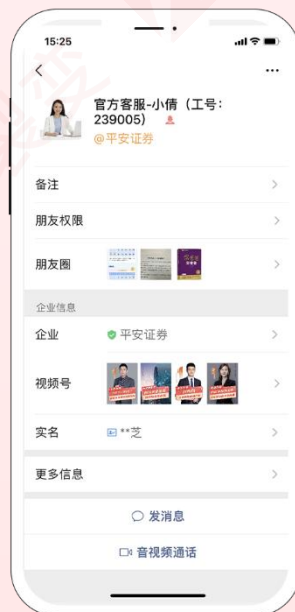 15:25
官方客服-小倩（工号：
239005）
@平安证券
备注
朋友权限
朋友圈
企业信息
企业
平安证券
视频号
实名
**芝
更多信息
发消息
音视频通话